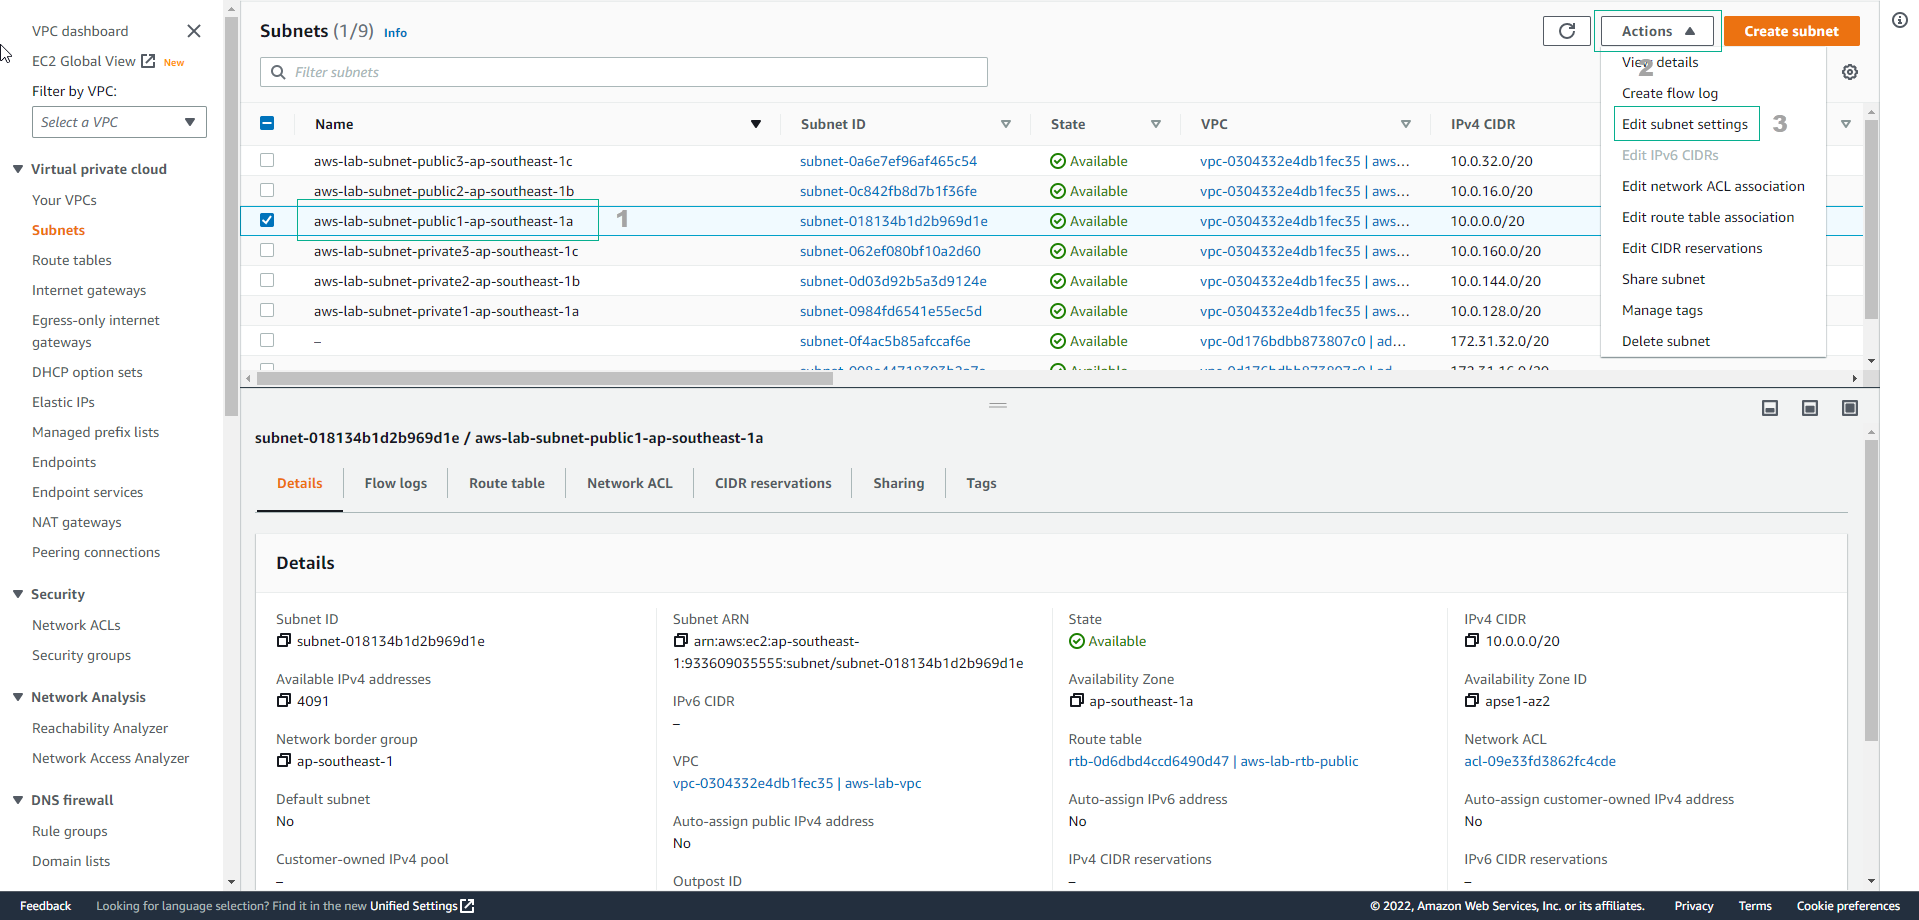 VPC dashboard
EC2 Global View New
Filter by VPC:
Select a VPC
Virtual private cloud
Your VPCs
Subnets
Route tables
Internet gateways
Egress-only internet
gateways
DHCP option sets
Elastic IPs
Managed prefix lists
Endpoints
Endpoint services
NAT gateways
Peering connections
Security
Network ACLs
Security groups
Network Analysis
Reachability Analyzer
Network Access Analyzer
DNS firewall
Rule groups
Domain lists
Subnets (1/9) Info
Actions
Create subnet
Filter subnets
Name Subnet ID State VPC IPv4 CIDR
aws-lab-subnet-public3-ap-southeast-1c subnet-0a6e7ef96af465c54 Available vpc-0304332e4db1fec35 | aws... 10.0.32.0/20
aws-lab-subnet-public2-ap-southeast-1b subnet-0c842fb8d7b1f36fe Available vpc-0304332e4db1fec35 | aws... 10.0.16.0/20
aws-lab-subnet-public1-ap-southeast-1a 1 subnet-018134b1d2b969d1e Available vpc-0304332e4db1fec35 | aws... 10.0.0.0/20
aws-lab-subnet-private3-ap-southeast-1c subnet-062ef080bf10a2d60 Available vpc-0304332e4db1fec35 | aws... 10.0.160.0/20
aws-lab-subnet-private2-ap-southeast-1b subnet-0d03d92b5a3d9124e Available vpc-0304332e4db1fec35 | aws... 10.0.144.0/20
aws-lab-subnet-private1-ap-southeast-1a subnet-0984fd6541e55ec5d Available vpc-0304332e4db1fec35 | aws... 10.0.128.0/20
– subnet-0f4ac5b85afccaf6e Available vpc-0d176bdbb873807c0 | ad... 172.31.32.0/20
View details
2
Create flow log
Edit subnet settings 3
Edit IPv6 CIDRs
Edit network ACL association
Edit route table association
Edit CIDR reservations
Share subnet
Manage tags
Delete subnet
subnet-018134b1d2b969d1e / aws-lab-subnet-public1-ap-southeast-1a
Details Flow logs Route table Network ACL CIDR reservations Sharing Tags
Details
Subnet ID
subnet-018134b1d2b969d1e
Available IPv4 addresses
4091
Network border group
ap-southeast-1
Default subnet
No
Customer-owned IPv4 pool
–
Subnet ARN
arn:aws:ec2:ap-southeast-
1:933609035555:subnet/subnet-018134b1d2b969d1e
IPv6 CIDR
–
VPC
vpc-0304332e4db1fec35 | aws-lab-vpc
Auto-assign public IPv4 address
No
Outpost ID
State
Available
Availability Zone
ap-southeast-1a
Route table
rtb-0d6dbd4ccd6490d47 | aws-lab-rtb-public
Auto-assign IPv6 address
No
IPv4 CIDR reservations
–
IPv4 CIDR
10.0.0.0/20
Availability Zone ID
apse1-az2
Network ACL
acl-09e33fd3862fc4cde
Auto-assign customer-owned IPv4 address
No
IPv6 CIDR reservations
–
Feedback Looking for language selection? Find it in the new Unified Settings © 2022, Amazon Web Services, Inc. or its affiliates. Privacy Terms Cookie preferences